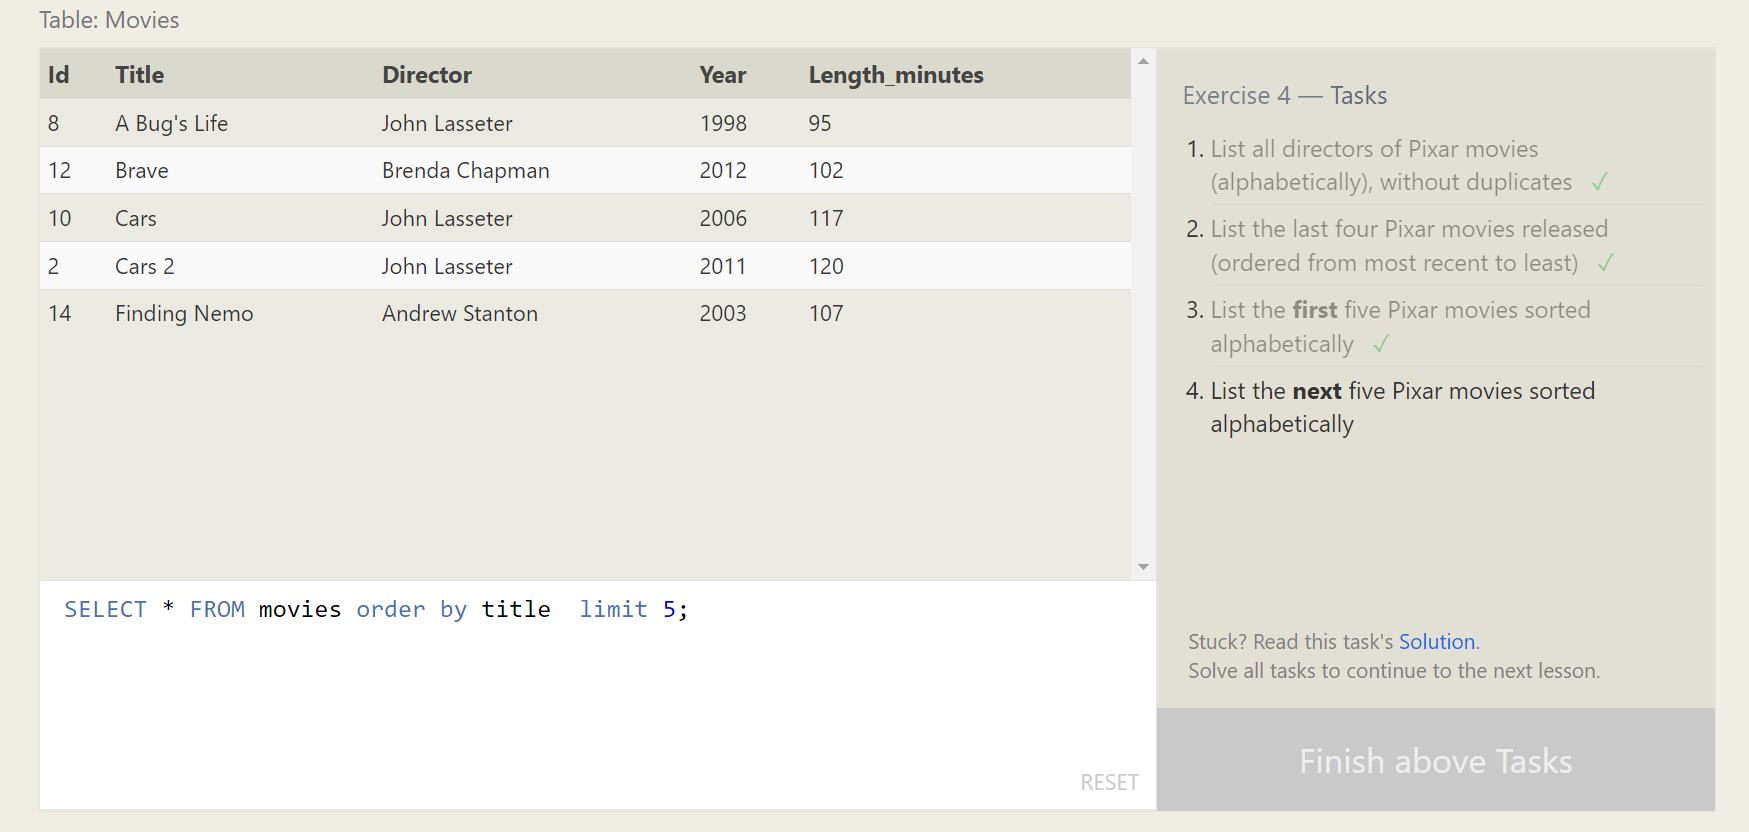 Table: Movies
Id Title Director Year Length_minutes
8 A Bug's Life John Lasseter 1998 95
12 Brave Brenda Chapman 2012 102
10 Cars John Lasseter 2006 117
2 Cars 2 John Lasseter 2011 120
14 Finding Nemo Andrew Stanton 2003 107
SELECT * FROM movies order by title  limit 5;
RESET
Exercise 4 — Tasks
1. List all directors of Pixar movies
(alphabetically), without duplicates ✓
2. List the last four Pixar movies released
(ordered from most recent to least) ✓
3. List the first five Pixar movies sorted
alphabetically ✓
4. List the next five Pixar movies sorted
alphabetically
Stuck? Read this task's Solution.
Solve all tasks to continue to the next lesson.
Finish above Tasks